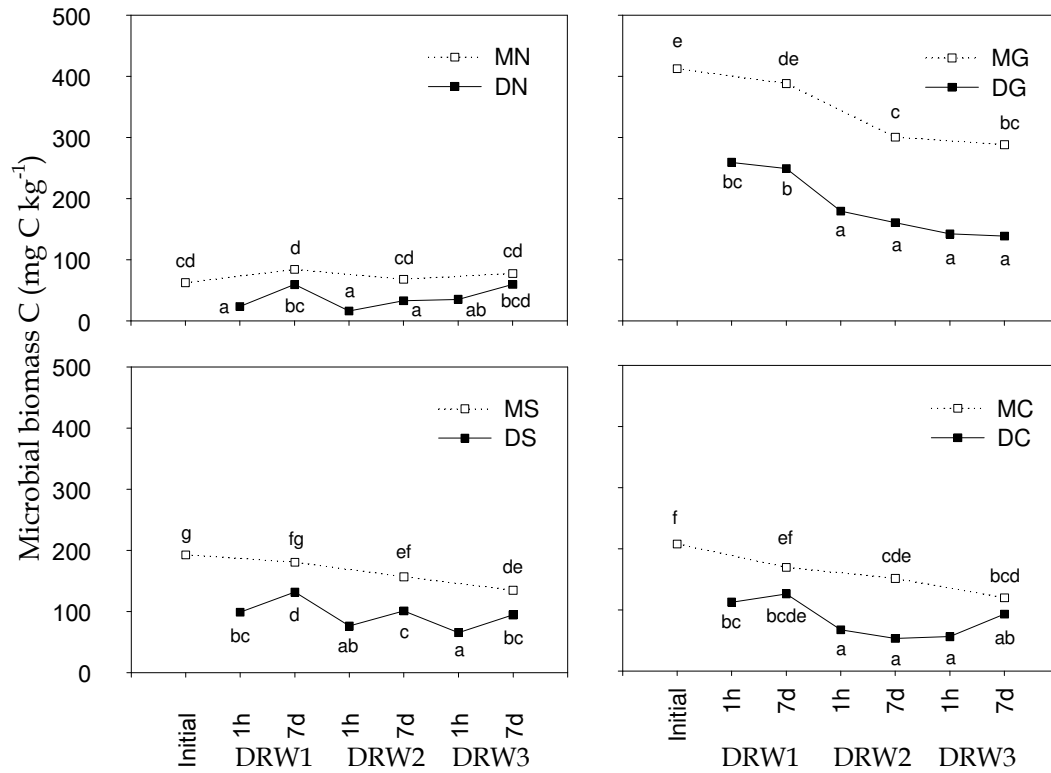 Microbial biomass C (mg C kg⁻¹)
500
400
300
200
100
0
MN
DN
cd
d
cd
cd
a
bc
a
a
ab
bcd
MG
DG
e
de
c
bc
bc
b
a
a
a
a
500
400
300
200
100
0
MS
DS
g
fg
ef
de
bc
d
ab
c
a
bc
MC
DC
f
ef
cde
bcd
bc
bcde
a
a
a
ab
Initial 1h 7d 1h 7d 1h 7d
DRW1 DRW2 DRW3
Initial 1h 7d 1h 7d 1h 7d
DRW1 DRW2 DRW3